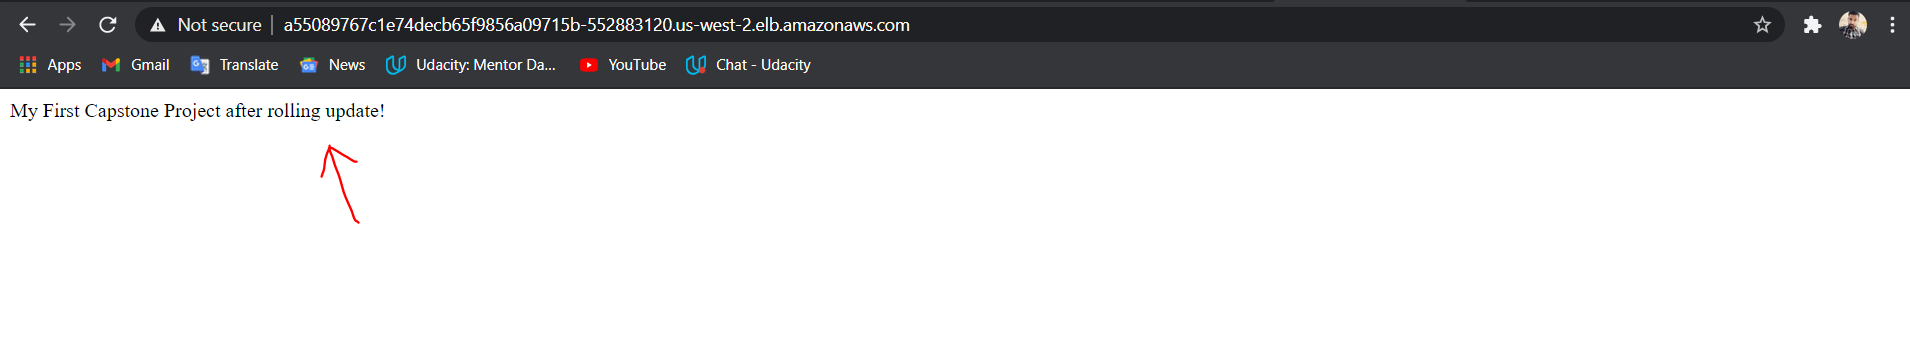 Not secure a55089767c1e74decb65f9856a09715b-552883120.us-west-2.elb.amazonaws.com
Apps Gmail Translate News Udacity: Mentor Da... YouTube Chat - Udacity
My First Capstone Project after rolling update!